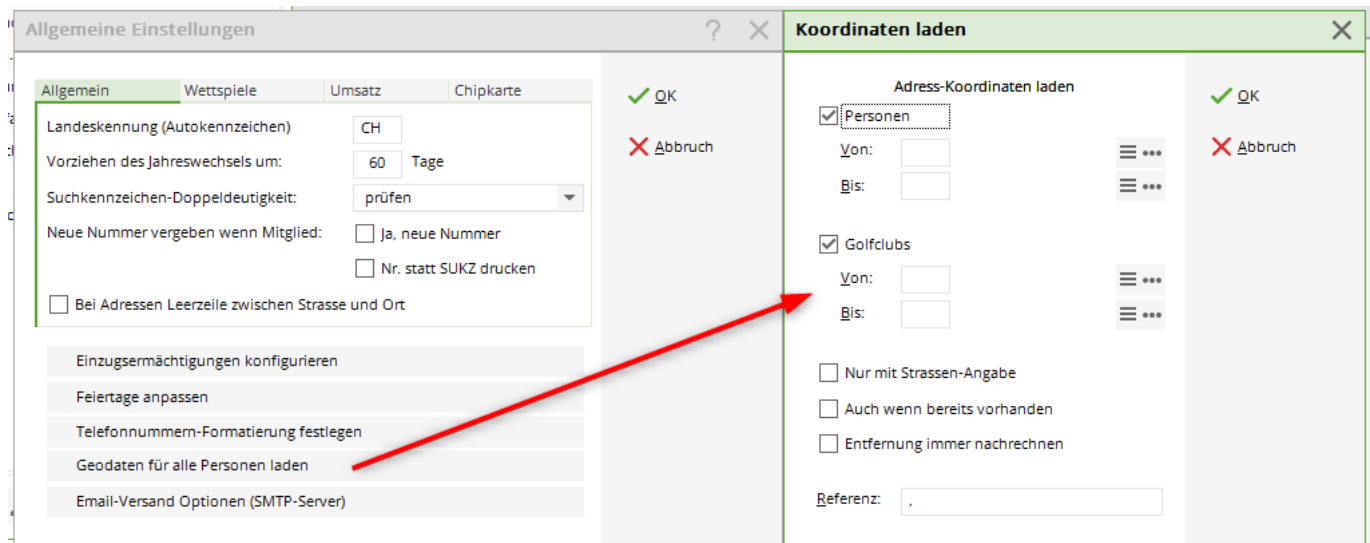 Allgemeine Einstellungen
?
Allgemein Wettspiele Umsatz Chipkarte
Landeskennung (Autokennzeichen) CH
Vorziehen des Jahreswechsels um: 60 Tage
Suchkennzeichen-Doppeldeutigkeit: prüfen
Neue Nummer vergeben wenn Mitglied: Ja, neue Nummer
Nr. statt SUKZ drucken
Bei Adressen Leerzeile zwischen Strasse und Ort
Einzugsermächtigungen konfigurieren
Feiertage anpassen
Telefonnummern-Formatierung festlegen
Geodaten für alle Personen laden
Email-Versand Optionen (SMTP-Server)
OK
Abbruch
Koordinaten laden
Adress-Koordinaten laden
Personen
Von:
Bis:
Golfclubs
Von:
Bis:
Nur mit Strassen-Angabe
Auch wenn bereits vorhanden
Entfernung immer nachrechnen
Referenz: ,
OK
Abbruch